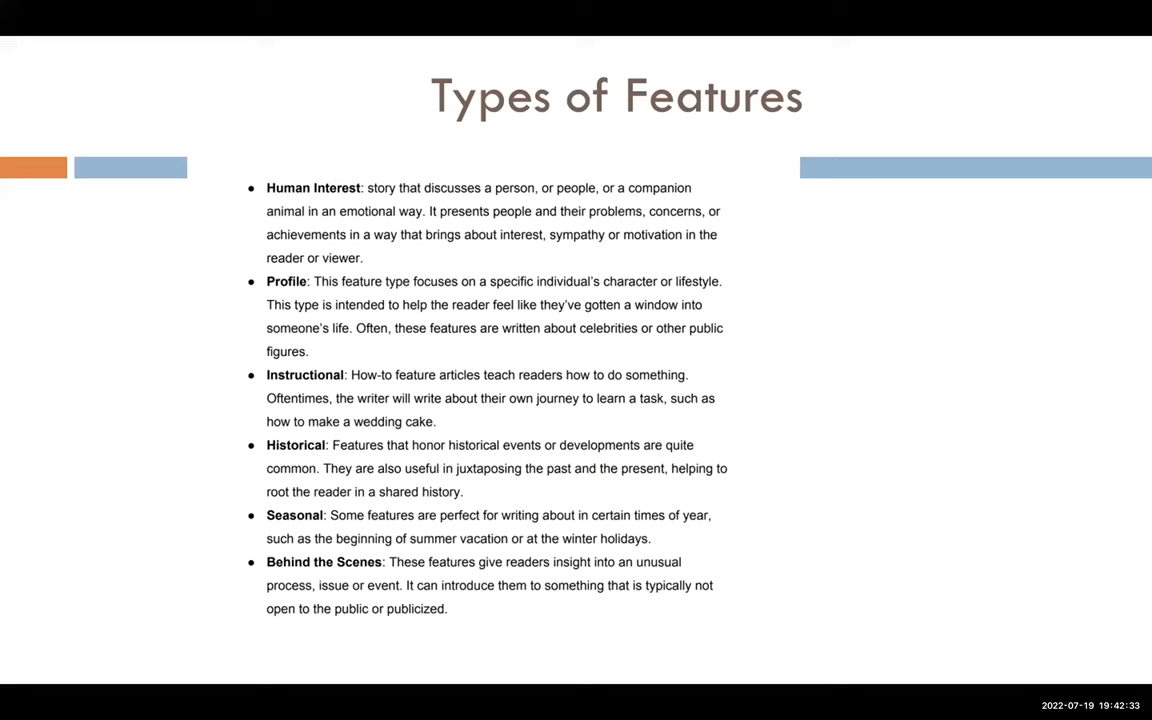 Types of Features
● Human Interest: story that discusses a person, or people, or a companion
animal in an emotional way. It presents people and their problems, concerns, or
achievements in a way that brings about interest, sympathy or motivation in the
reader or viewer.
● Profile: This feature type focuses on a specific individual’s character or lifestyle.
This type is intended to help the reader feel like they’ve gotten a window into
someone’s life. Often, these features are written about celebrities or other public
figures.
● Instructional: How-to feature articles teach readers how to do something.
Oftentimes, the writer will write about their own journey to learn a task, such as
how to make a wedding cake.
● Historical: Features that honor historical events or developments are quite
common. They are also useful in juxtaposing the past and the present, helping to
root the reader in a shared history.
● Seasonal: Some features are perfect for writing about in certain times of year,
such as the beginning of summer vacation or at the winter holidays.
● Behind the Scenes: These features give readers insight into an unusual
process, issue or event. It can introduce them to something that is typically not
open to the public or publicized.
2022-07-19 19:42:33